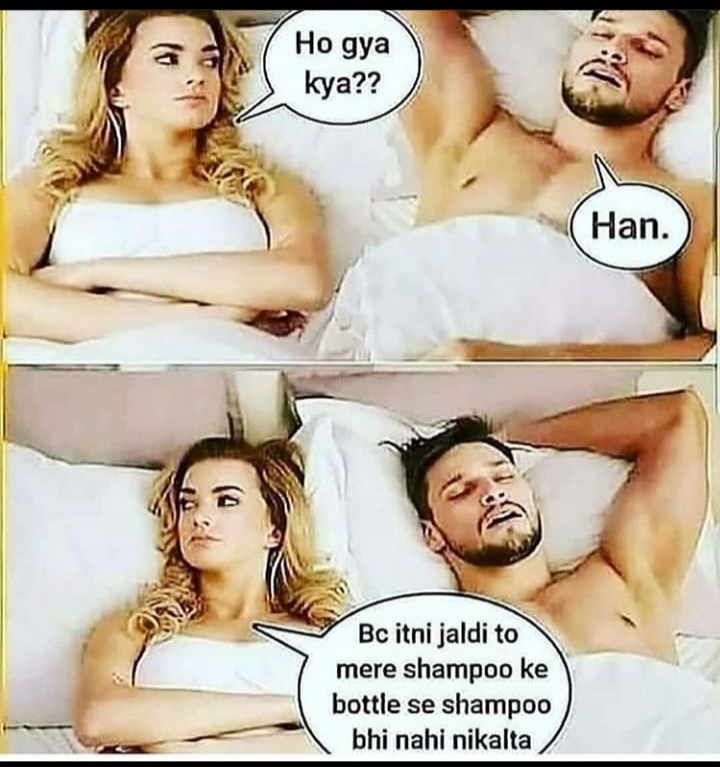 Ho gya
kya??
Han.
Bc itni jaldi to
mere shampoo ke
bottle se shampoo
bhi nahi nikalta